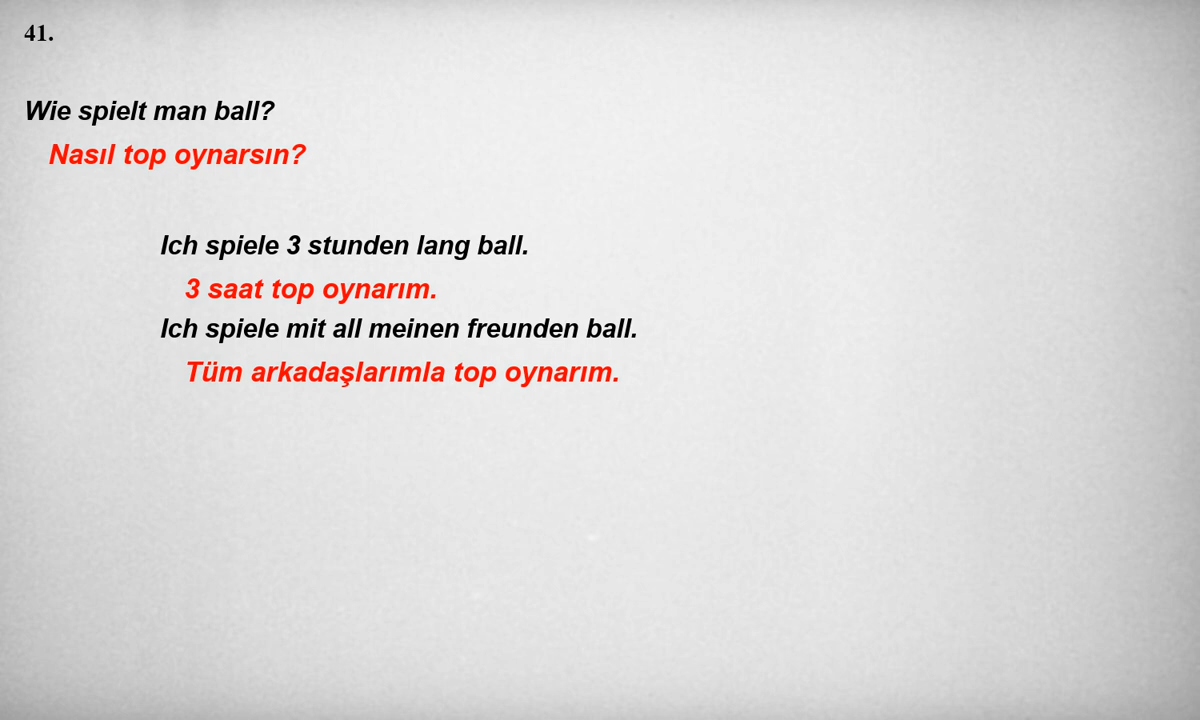 41.
Wie spielt man ball?
Nasıl top oynarsın?
Ich spiele 3 stunden lang ball.
3 saat top oynarım.
Ich spiele mit all meinen freunden ball.
Tüm arkadaşlarımla top oynarım.